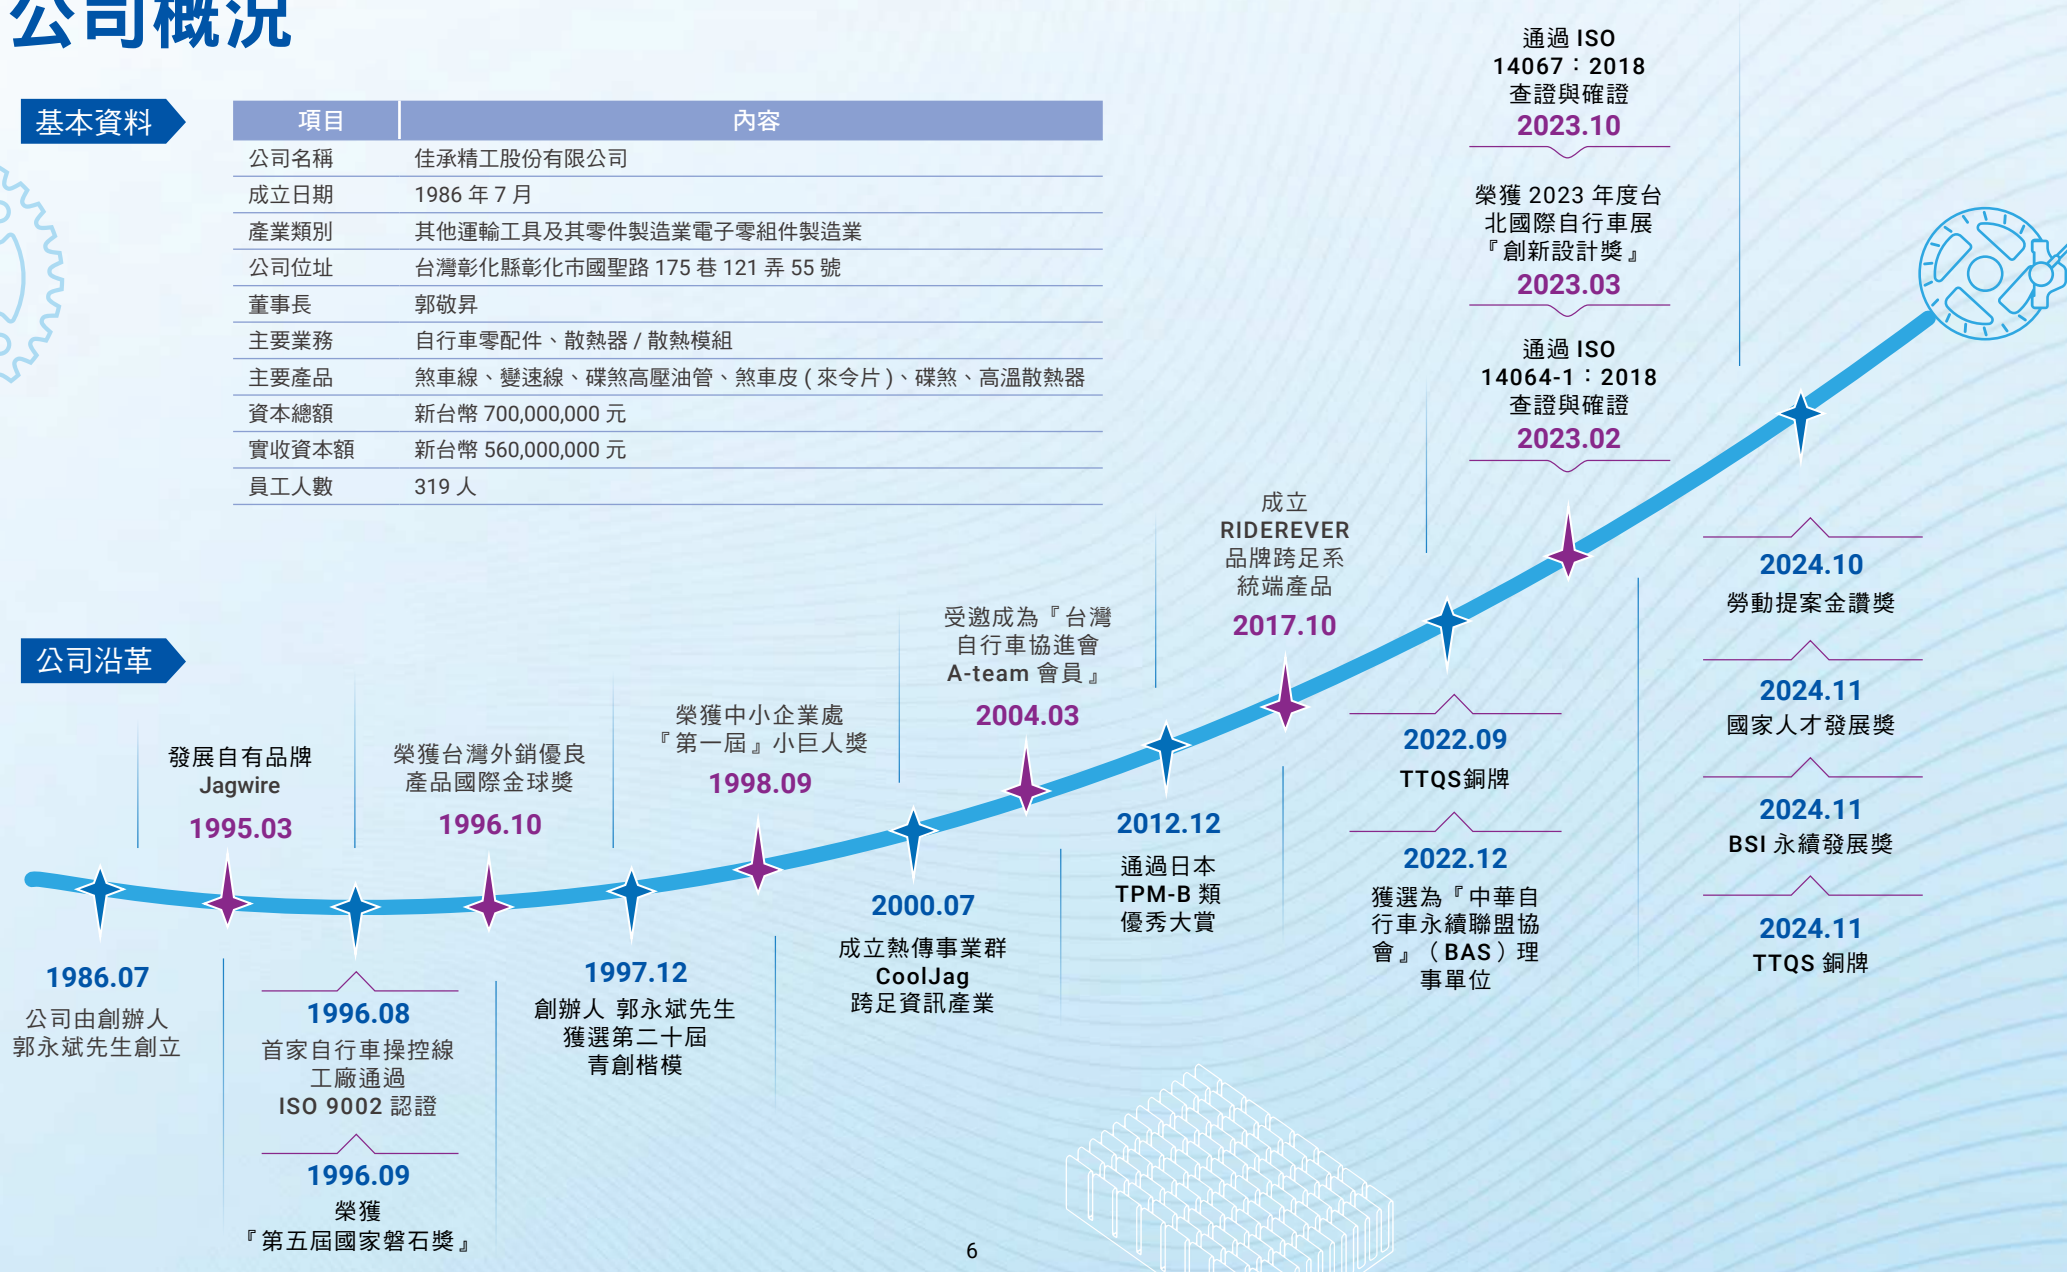 公司概況
基本資料
項目 內容
公司名稱 佳承精工股份有限公司
成立日期 1986 年 7 月
產業類別 其他運輸工具及其零件製造業電子零組件製造業
公司位址 台灣彰化縣彰化市國聖路 175 巷 121 弄 55 號
董事長 郭敬昇
主要業務 自行車零配件、散熱器 / 散熱模組
主要產品 煞車線、變速線、碟煞高壓油管、煞車皮 ( 來令片 )、碟煞、高溫散熱器
資本總額 新台幣 700,000,000 元
實收資本額 新台幣 560,000,000 元
員工人數 319 人
公司沿革
1986.07
公司由創辦人
郭永斌先生創立
發展自有品牌
Jagwire
1995.03
1996.08
首家自行車操控線
工廠通過
ISO 9002 認證
1996.09
榮獲
『第五屆國家磐石獎』
榮獲台灣外銷優良
產品國際金球獎
1996.10
1997.12
創辦人 郭永斌先生
獲選第二十屆
青創楷模
榮獲中小企業處
『第一屆』小巨人獎
1998.09
2000.07
成立熱傳事業群
CoolJag
跨足資訊產業
受邀成為『台灣
自行車協進會
A-team 會員』
2004.03
2012.12
通過日本
TPM-B 類
優秀大賞
成立
RIDEREVER
品牌跨足系
統端產品
2017.10
2022.09
TTQS銅牌
2022.12
獲選為『中華自
行車永續聯盟協
會』（BAS）理
事單位
通過 ISO
14067：2018
查證與確證
2023.10
榮獲 2023 年度台
北國際自行車展
『創新設計獎』
2023.03
通過 ISO
14064-1：2018
查證與確證
2023.02
2024.10
勞動提案金讚獎
2024.11
國家人才發展獎
2024.11
BSI 永續發展獎
2024.11
TTQS 銅牌
6